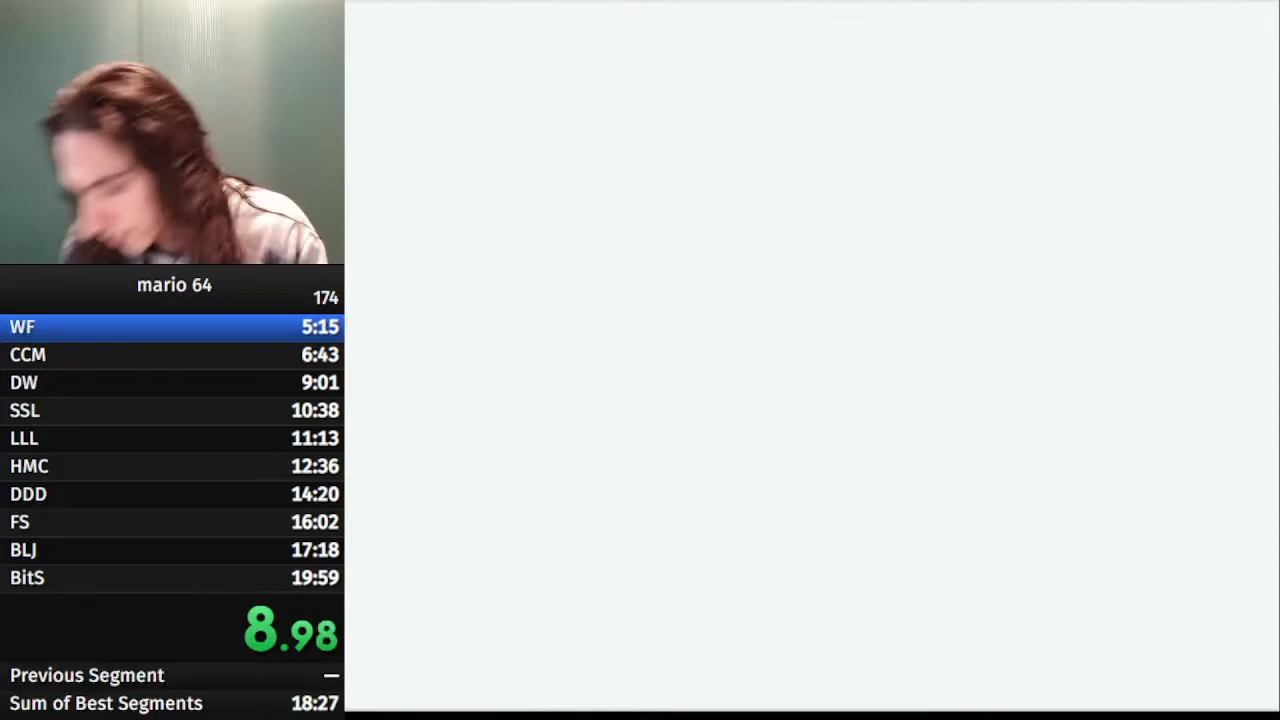 mario 64
174
WF 5:15
CCM 6:43
DW 9:01
SSL 10:38
LLL 11:13
HMC 12:36
DDD 14:20
FS 16:02
BLJ 17:18
BitS 19:59
8.98
Previous Segment —
Sum of Best Segments 18:27